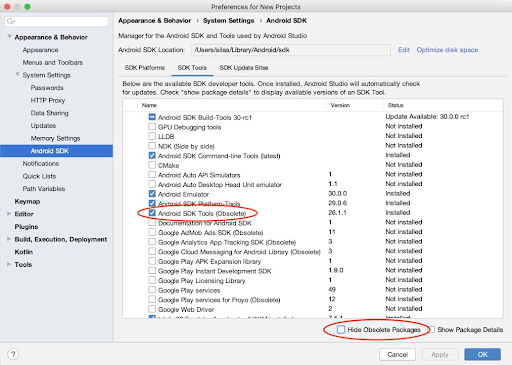 Preferences for New Projects
Appearance & Behavior › System Settings › Android SDK
Manager for the Android SDK and Tools used by Android Studio
Android SDK Location: /Users/silas/Library/Android/sdk Edit Optimize disk space
SDK Platforms SDK Tools SDK Update Sites
Below are the available SDK developer tools. Once installed, Android Studio will automatically check
for updates. Check "show package details" to display available versions of an SDK Tool.
Appearance & Behavior
Appearance
Menus and Toolbars
System Settings
Passwords
HTTP Proxy
Data Sharing
Updates
Memory Settings
Android SDK
Notifications
Quick Lists
Path Variables
Keymap
Editor
Plugins
Build, Execution, Deployment
Kotlin
Tools
Name Version Status
Android SDK Build-Tools 30-rc1 Update Available: 30.0.0 rc1
GPU Debugging tools Not Installed
LLDB Not Installed
NDK (Side by side) Not Installed
Android SDK Command-line Tools (latest) Installed
CMake Not Installed
Android Auto API Simulators 1 Not installed
Android Auto Desktop Head Unit emulator 1.1 Not installed
Android Emulator 30.0.0 Installed
Android SDK Platform-Tools 29.0.6 Installed
Android SDK Tools (Obsolete) 26.1.1 Installed
Documentation for Android SDK 1 Not installed
Google AdMob Ads SDK (Obsolete) 11 Not installed
Google Analytics App Tracking SDK (Obsolete) 3 Not installed
Google Cloud Messaging for Android Library (Obsolete) 3 Not installed
Google Play APK Expansion library 1 Not installed
Google Play Instant Development SDK 1.9.0 Not installed
Google Play Licensing Library 1 Not installed
Google Play services 49 Not installed
Google Play services for Froyo (Obsolete) 12 Not installed
Google Web Driver 2 Not installed
Hide Obsolete Packages Show Package Details
? Cancel Apply OK